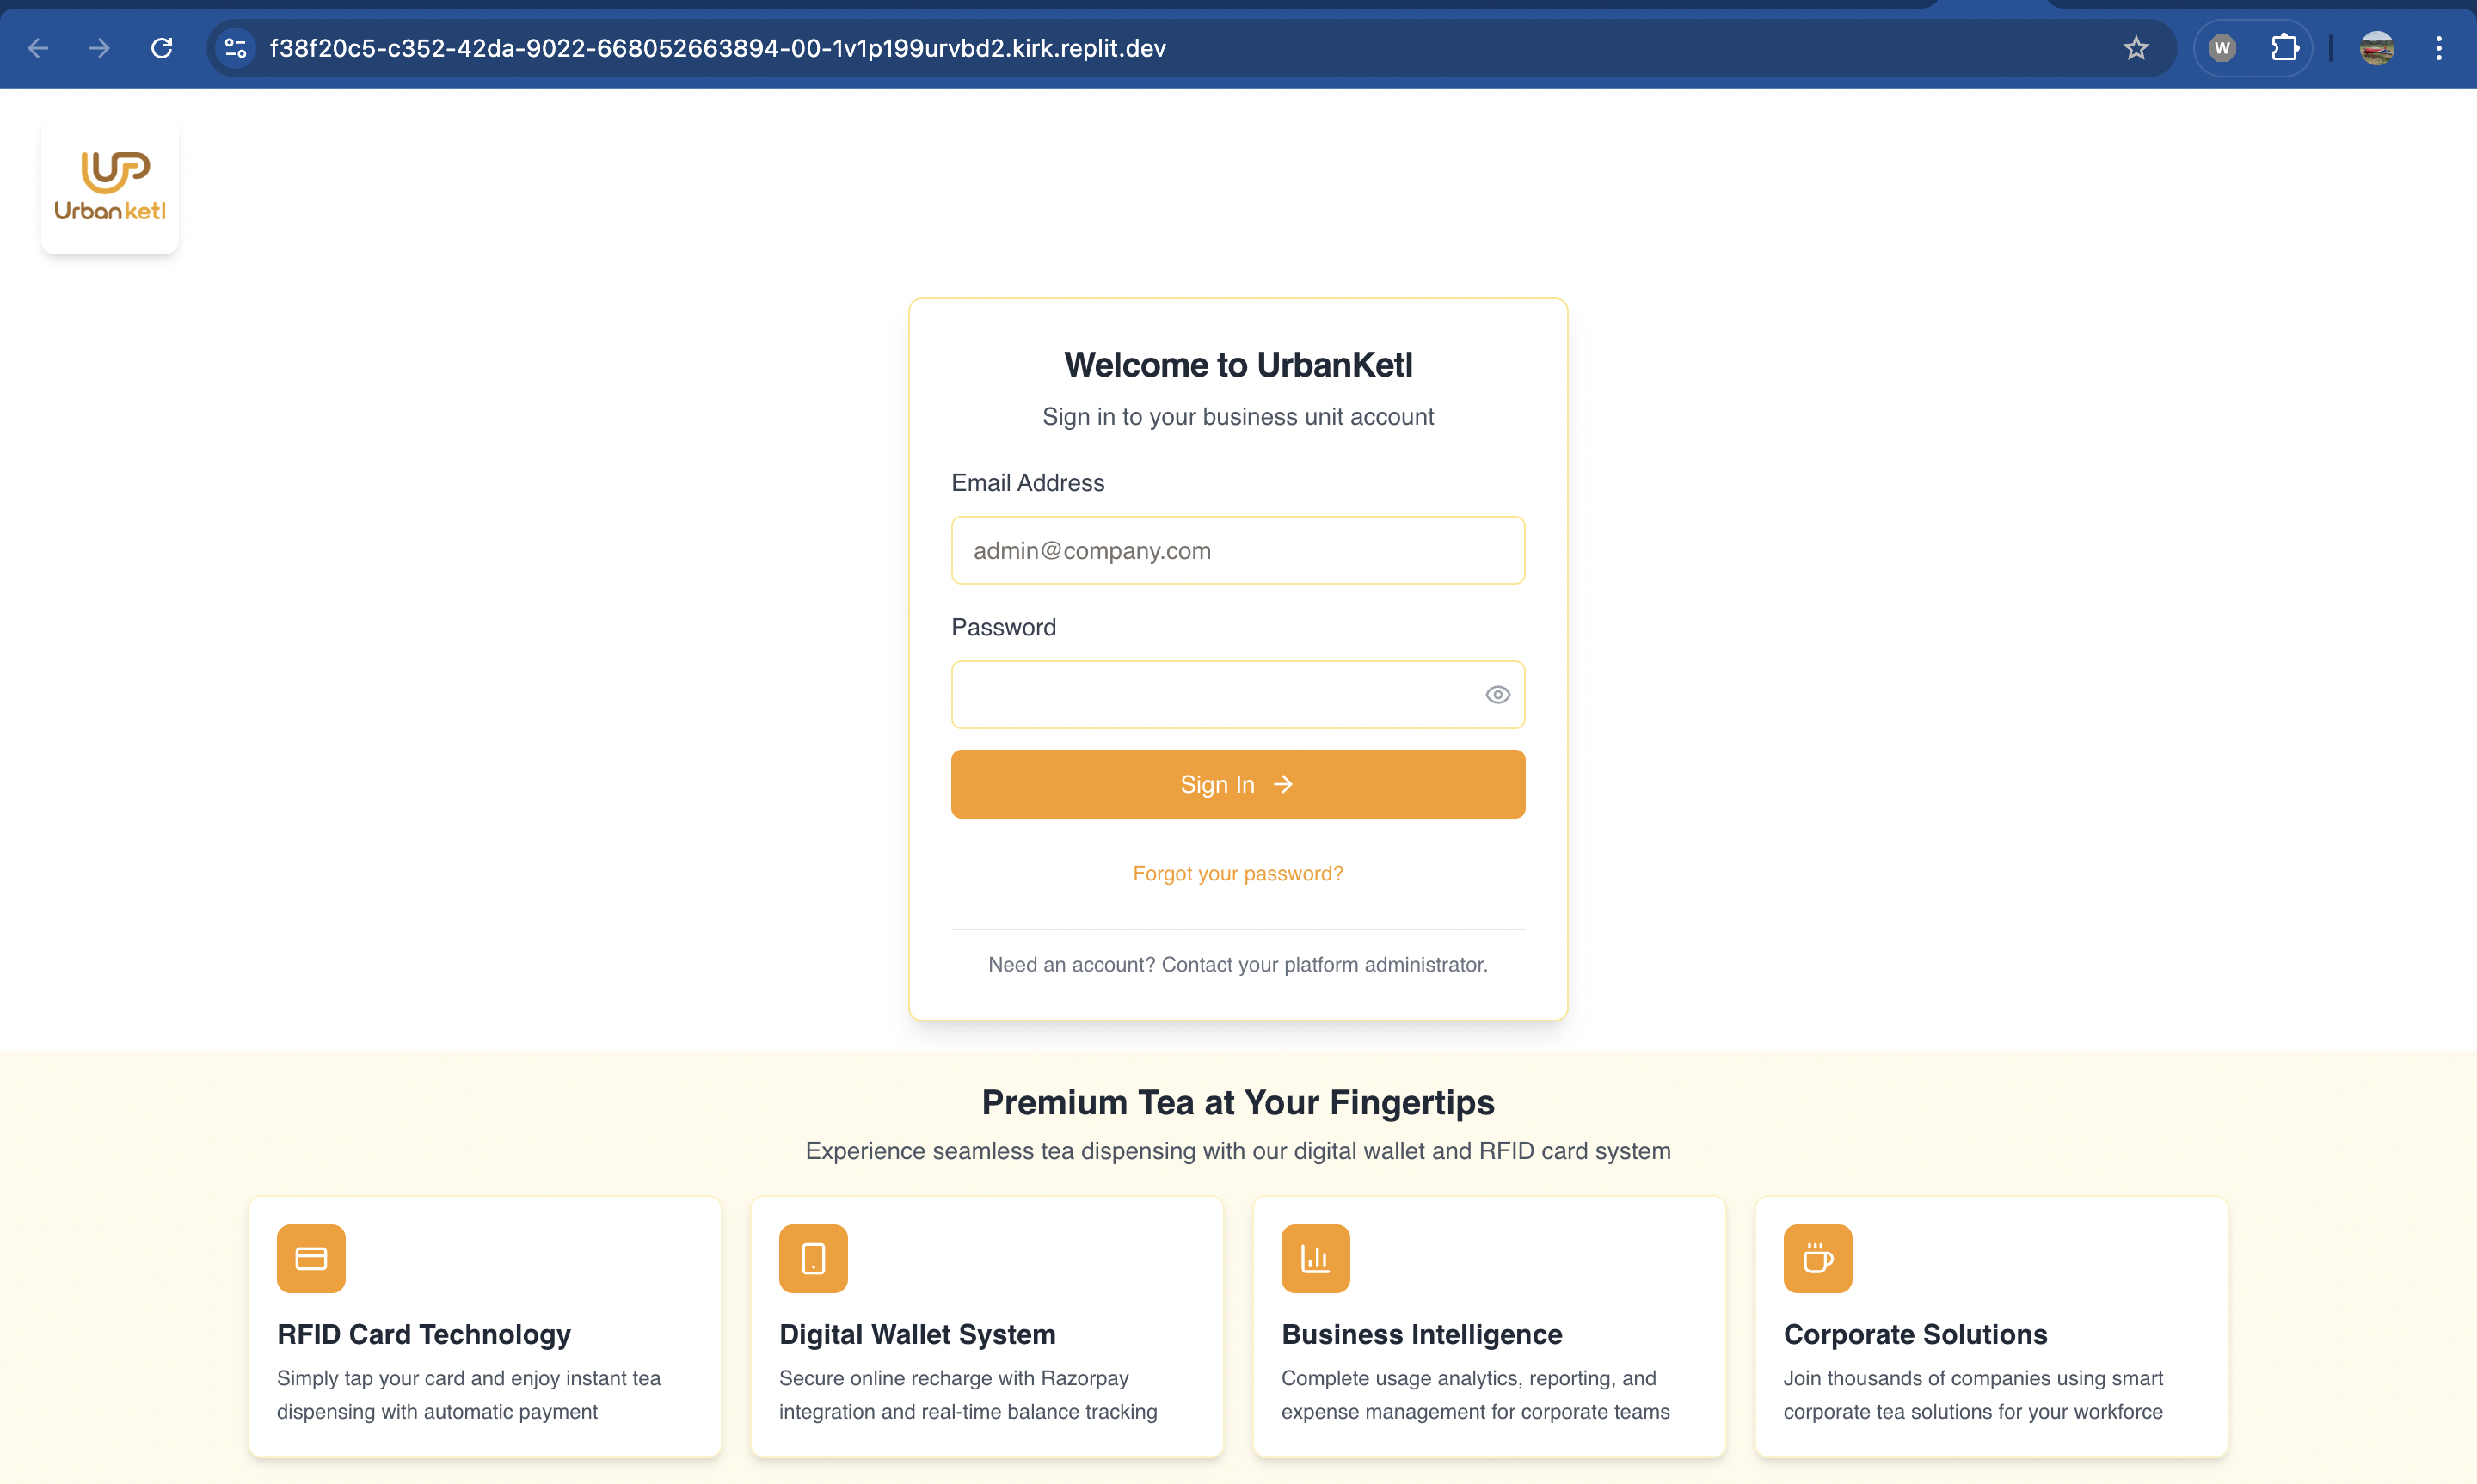 f38f20c5-c352-42da-9022-668052663894-00-1v1p199urvbd2.kirk.replit.dev
W
UP
Urban ketl
Welcome to UrbanKetl
Sign in to your business unit account
Email Address
admin@company.com
Password
Sign In
Forgot your password?
Need an account? Contact your platform administrator.
Premium Tea at Your Fingertips
Experience seamless tea dispensing with our digital wallet and RFID card system
RFID Card Technology
Simply tap your card and enjoy instant tea
dispensing with automatic payment
Digital Wallet System
Secure online recharge with Razorpay
integration and real-time balance tracking
Business Intelligence
Complete usage analytics, reporting, and
expense management for corporate teams
Corporate Solutions
Join thousands of companies using smart
corporate tea solutions for your workforce